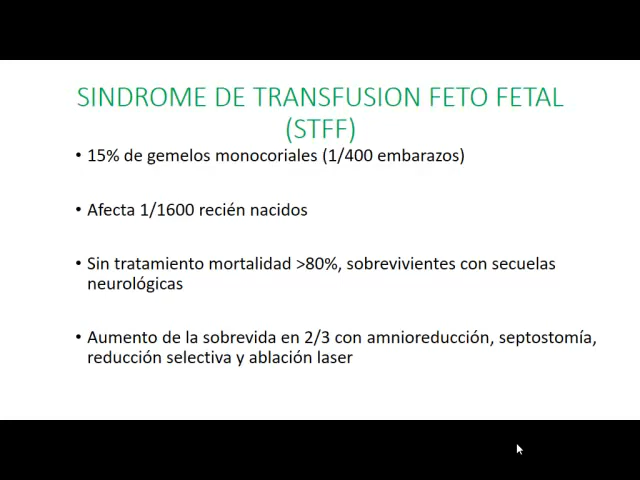 SINDROME DE TRANSFUSION FETO FETAL
(STFF)
• 15% de gemelos monocoriales (1/400 embarazos)
• Afecta 1/1600 recién nacidos
• Sin tratamiento mortalidad >80%, sobrevivientes con secuelas
neurológicas
• Aumento de la sobrevida en 2/3 con amnioreducción, septostomía,
reducción selectiva y ablación laser